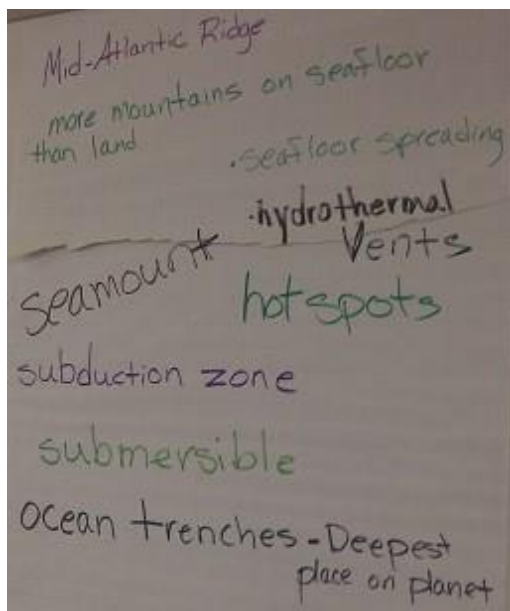 Mid-Atlantic Ridge
more mountains on seafloor
than land
·seafloor spreading
·hydrothermal
Vents
seamount
hotspots
subduction zone
submersible
ocean trenches - Deepest
place on planet